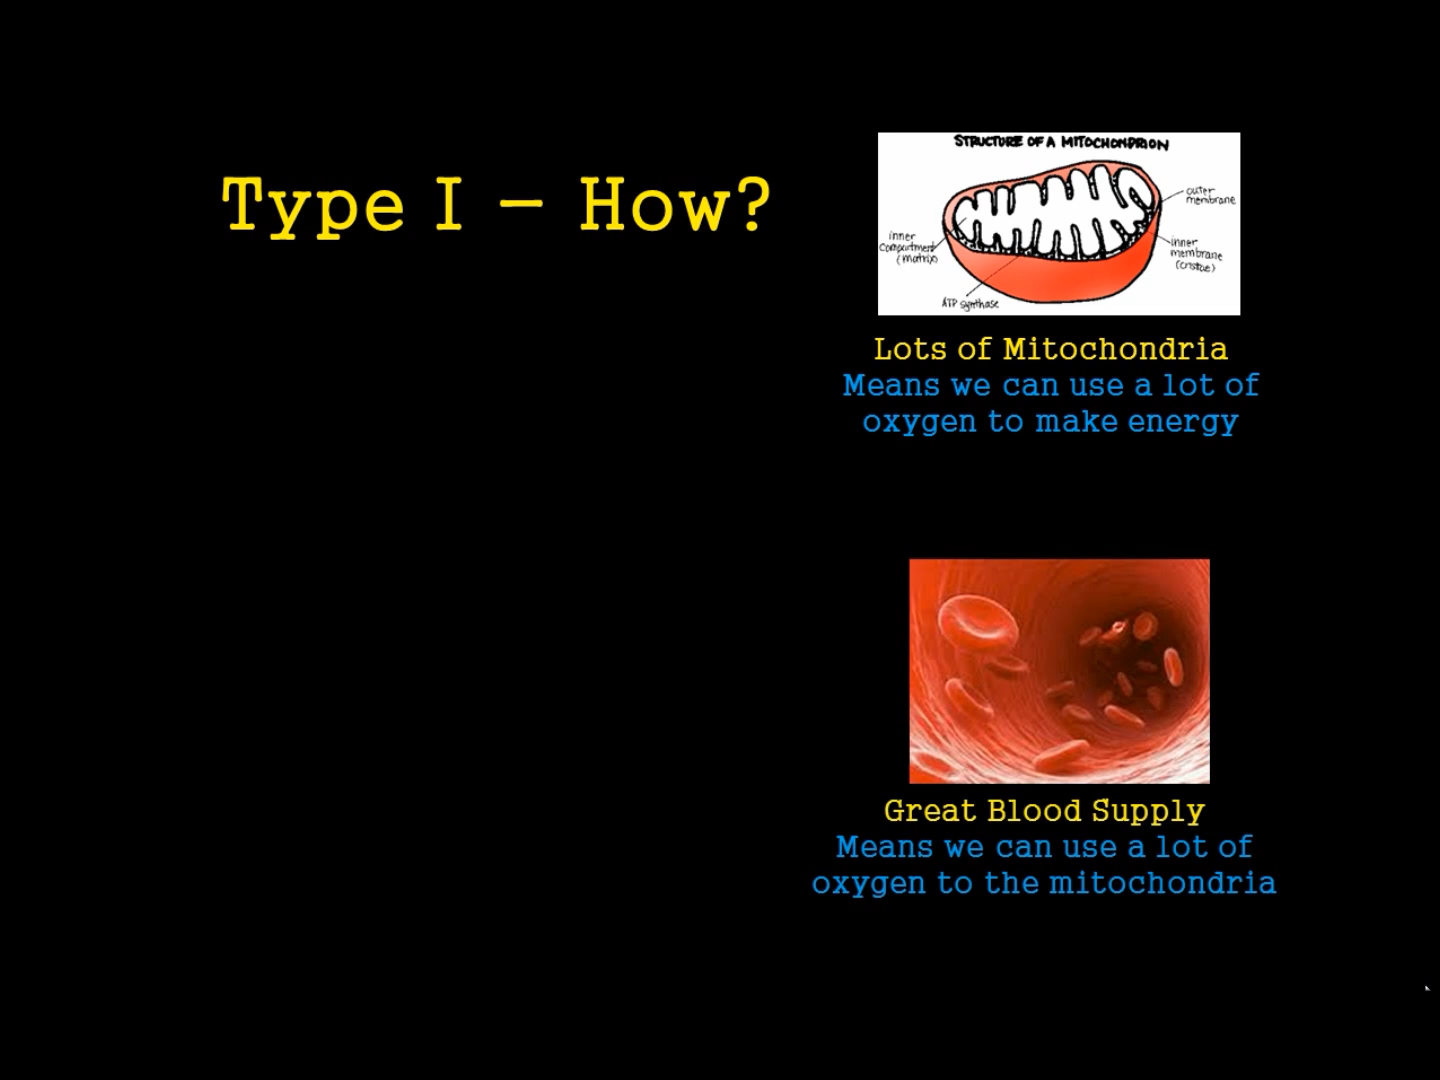 Type I – How?
STRUCTURE OF A MITOCHONDRION
outer
membrane
inner
compartment
(matrix)
inner
membrane
(cristae)
ATP synthase
Lots of Mitochondria
Means we can use a lot of
oxygen to make energy
Great Blood Supply
Means we can use a lot of
oxygen to the mitochondria